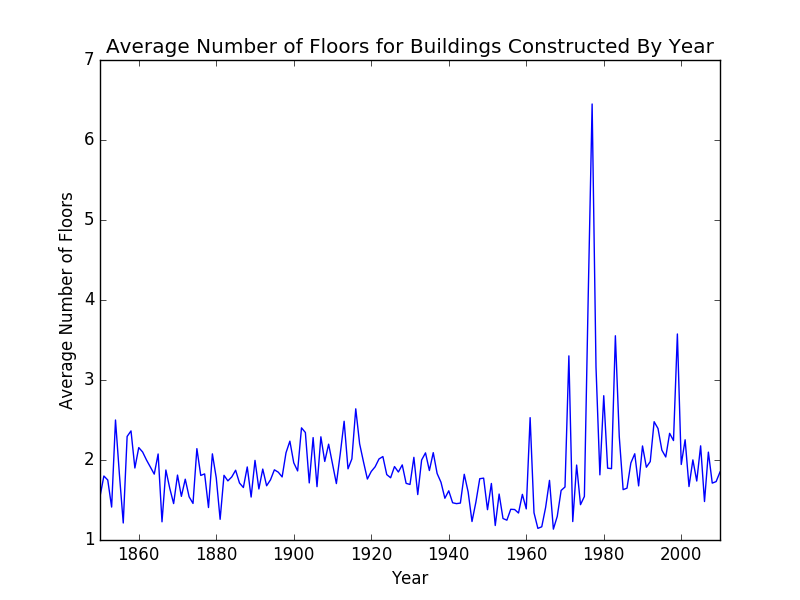 Average Number of Floors for Buildings Constructed By Year
7
6
5
4
3
2
1
Average Number of Floors
1860 1880 1900 1920 1940 1960 1980 2000
Year